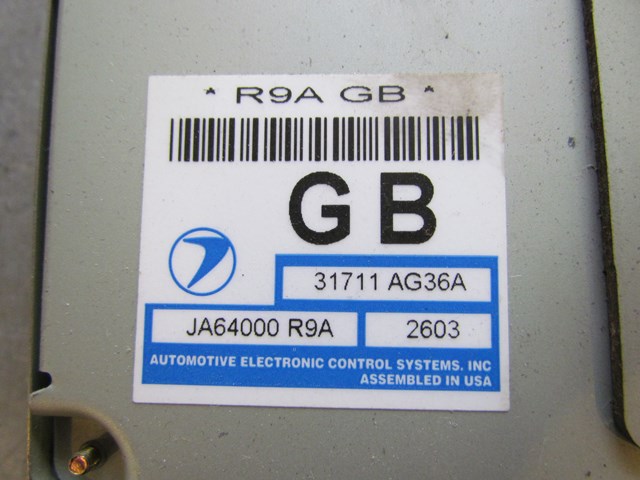 * R9A GB *
GB
31711 AG36A
JA64000 R9A 2603
AUTOMOTIVE ELECTRONIC CONTROL SYSTEMS. INC
ASSEMBLED IN USA